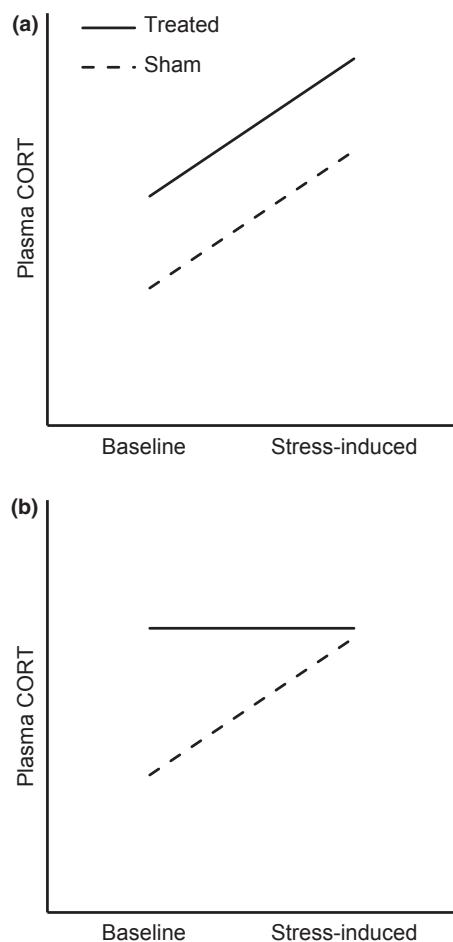 (a)
Treated
Sham
Plasma CORT
Baseline Stress-induced
(b)
Plasma CORT
Baseline Stress-induced